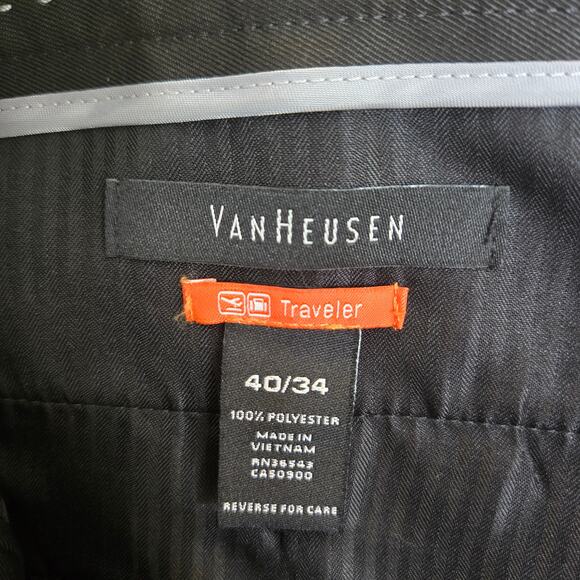 VANHEUSEN
Traveler
40/34
100% POLYESTER
MADE IN
VIETNAM
RN36543
CA50900
REVERSE FOR CARE